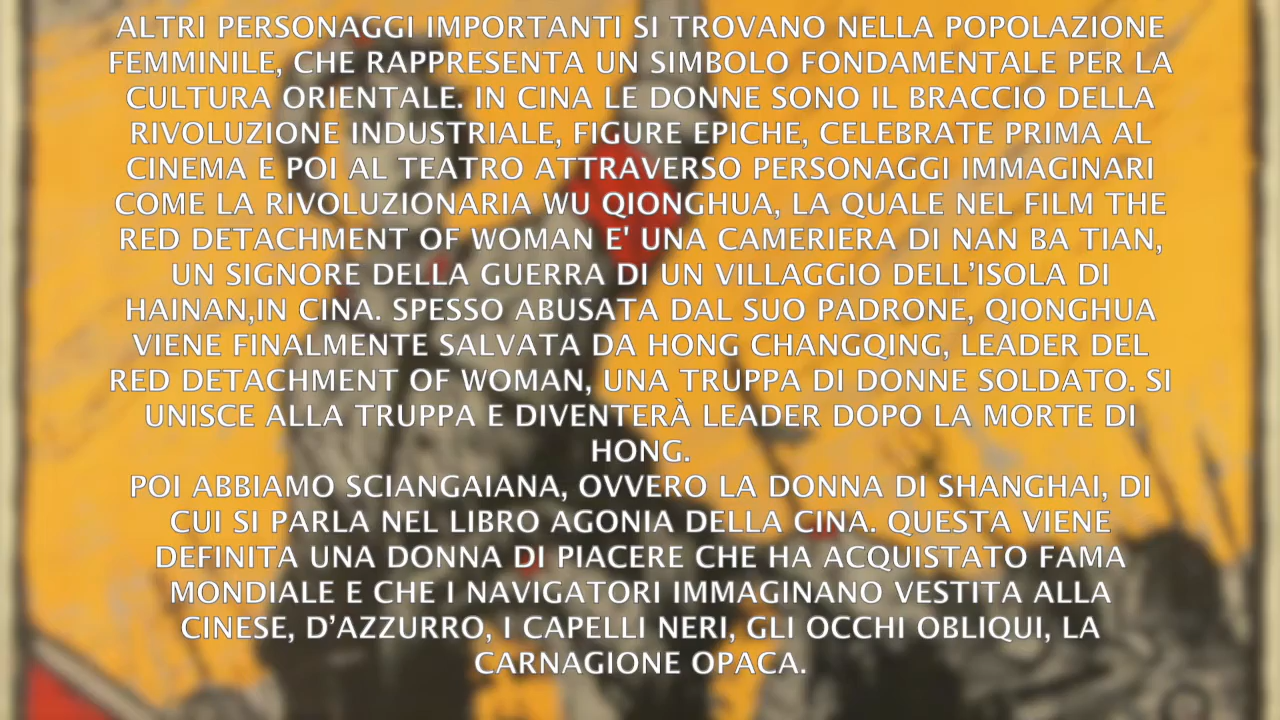 ALTRI PERSONAGGI IMPORTANTI SI TROVANO NELLA POPOLAZIONE
FEMMINILE, CHE RAPPRESENTA UN SIMBOLO FONDAMENTALE PER LA
CULTURA ORIENTALE. IN CINA LE DONNE SONO IL BRACCIO DELLA
RIVOLUZIONE INDUSTRIALE, FIGURE EPICHE, CELEBRATE PRIMA AL
CINEMA E POI AL TEATRO ATTRAVERSO PERSONAGGI IMMAGINARI
COME LA RIVOLUZIONARIA WU QIONGHUA, LA QUALE NEL FILM THE
RED DETACHMENT OF WOMAN E' UNA CAMERIERA DI NAN BA TIAN,
UN SIGNORE DELLA GUERRA DI UN VILLAGGIO DELL’ISOLA DI
HAINAN,IN CINA. SPESSO ABUSATA DAL SUO PADRONE, QIONGHUA
VIENE FINALMENTE SALVATA DA HONG CHANGQING, LEADER DEL
RED DETACHMENT OF WOMAN, UNA TRUPPA DI DONNE SOLDATO. SI
UNISCE ALLA TRUPPA E DIVENTERÀ LEADER DOPO LA MORTE DI
HONG.
POI ABBIAMO SCIANGAIANA, OVVERO LA DONNA DI SHANGHAI, DI
CUI SI PARLA NEL LIBRO AGONIA DELLA CINA. QUESTA VIENE
DEFINITA UNA DONNA DI PIACERE CHE HA ACQUISTATO FAMA
MONDIALE E CHE I NAVIGATORI IMMAGINANO VESTITA ALLA
CINESE, D’AZZURRO, I CAPELLI NERI, GLI OCCHI OBLIQUI, LA
CARNAGIONE OPACA.